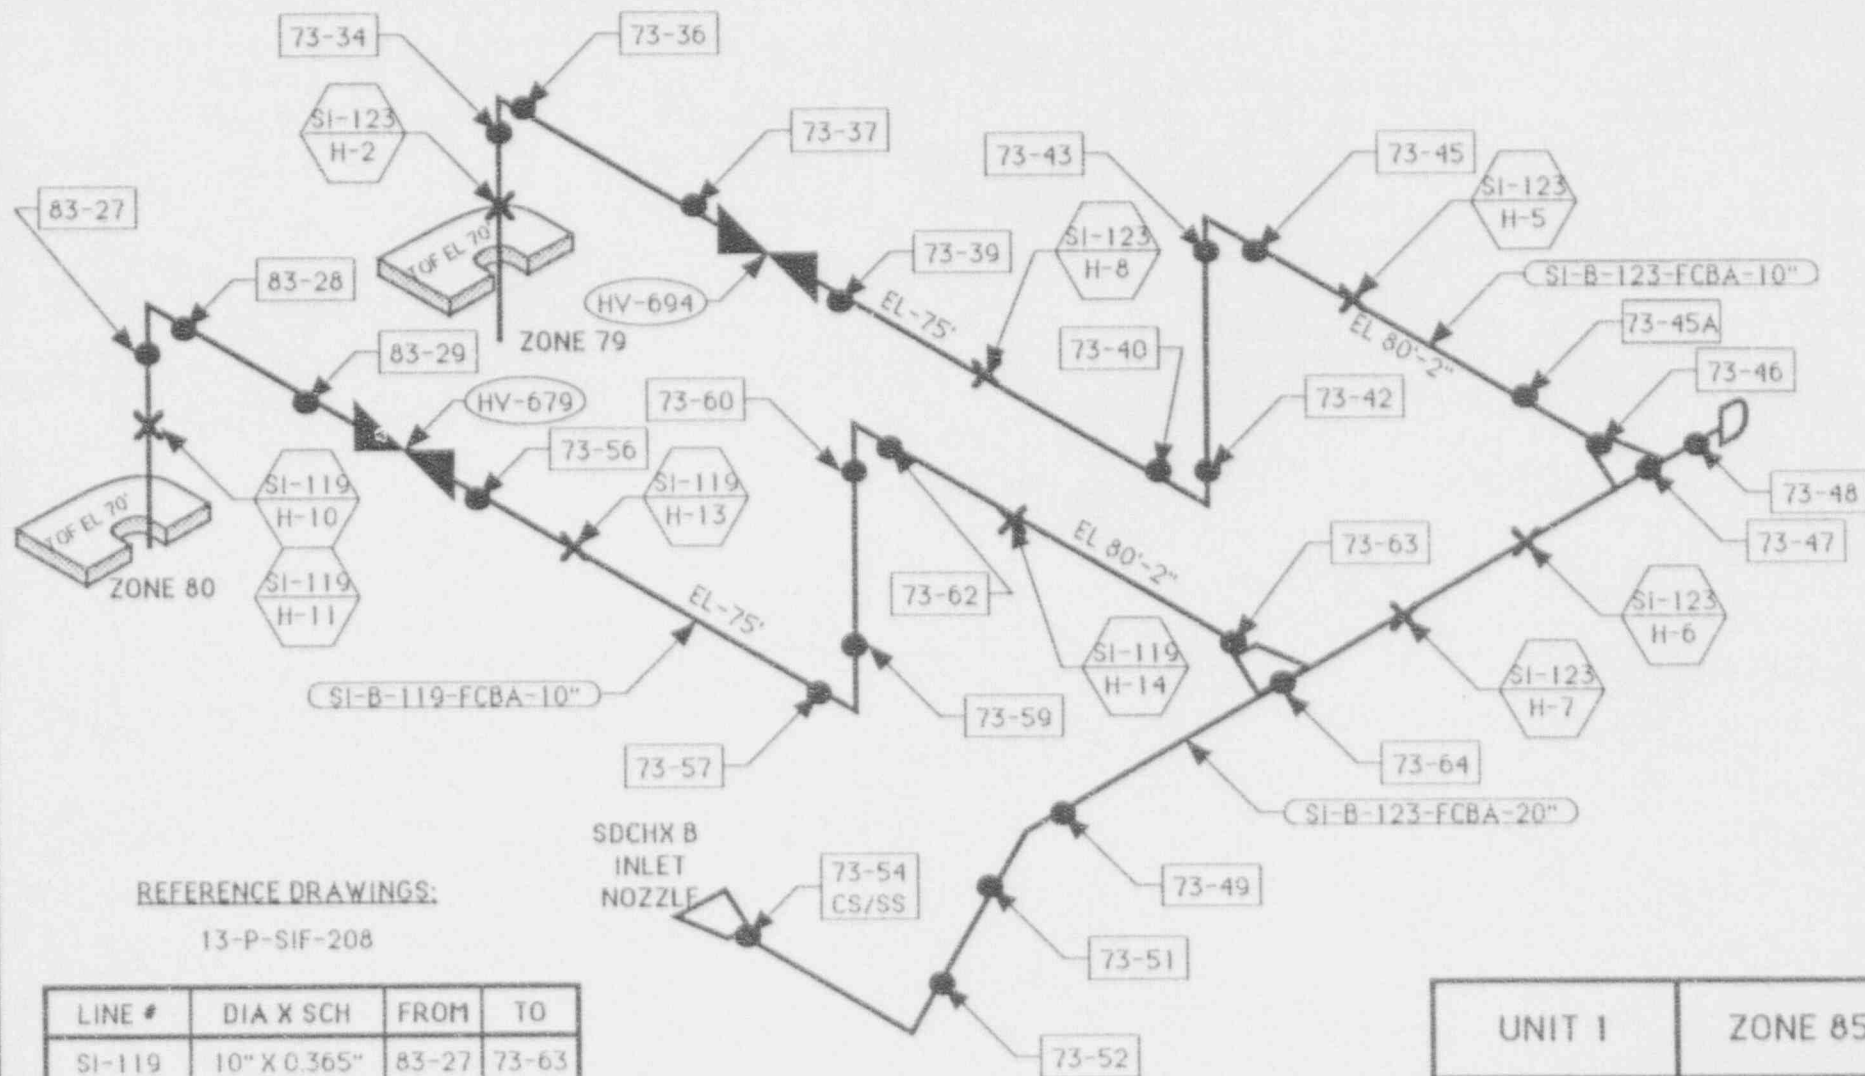 73-34
73-36
SI-123
H-2
73-37
73-43
73-45
SI-123
H-5
83-27
TOF EL 70'
SI-123
H-8
73-39
83-28
HV-694
EL-75'
SI-B-123-FCBA-10"
EL 80'-2"
73-45A
ZONE 79
83-29
73-40
73-46
HV-679
73-60
73-42
73-56
SI-119
H-10
SI-119
H-13
73-48
TOF EL 70'
EL 80'-2"
73-63
73-47
ZONE 80
SI-119
H-11
EL-75'
73-62
SI-123
H-6
SI-119
H-14
SI-123
H-7
SI-B-119-FCBA-10"
73-59
73-57
73-64
SI-B-123-FCBA-20"
SDCHX B
INLET
NOZZLE
73-54
CS/SS
73-49
REFERENCE DRAWINGS:
13-P-SIF-208
73-51
LINE # DIA X SCH FROM TO
SI-119 10" X 0.365" 83-27 73-63
73-52
UNIT 1 ZONE 85